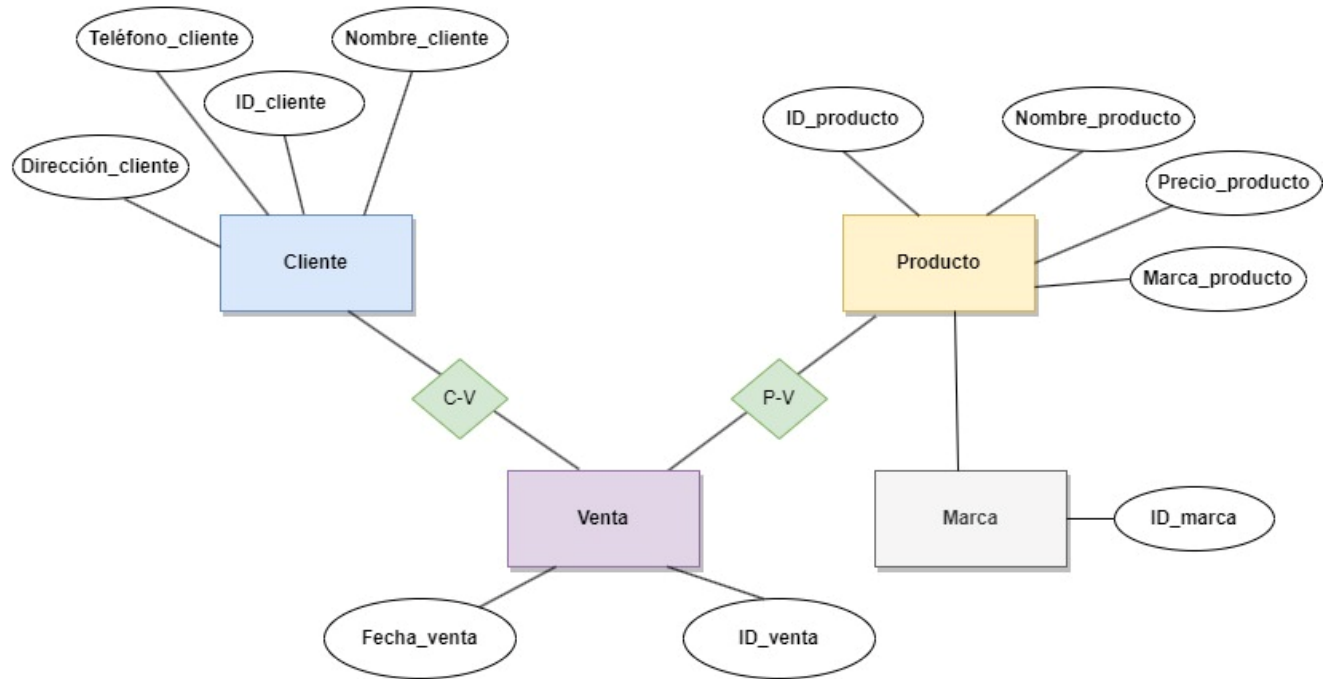 Teléfono_cliente
Nombre_cliente
ID_cliente
Dirección_cliente
ID_producto
Nombre_producto
Precio_producto
Marca_producto
Cliente
Producto
C-V
P-V
Venta
Marca
ID_marca
Fecha_venta
ID_venta